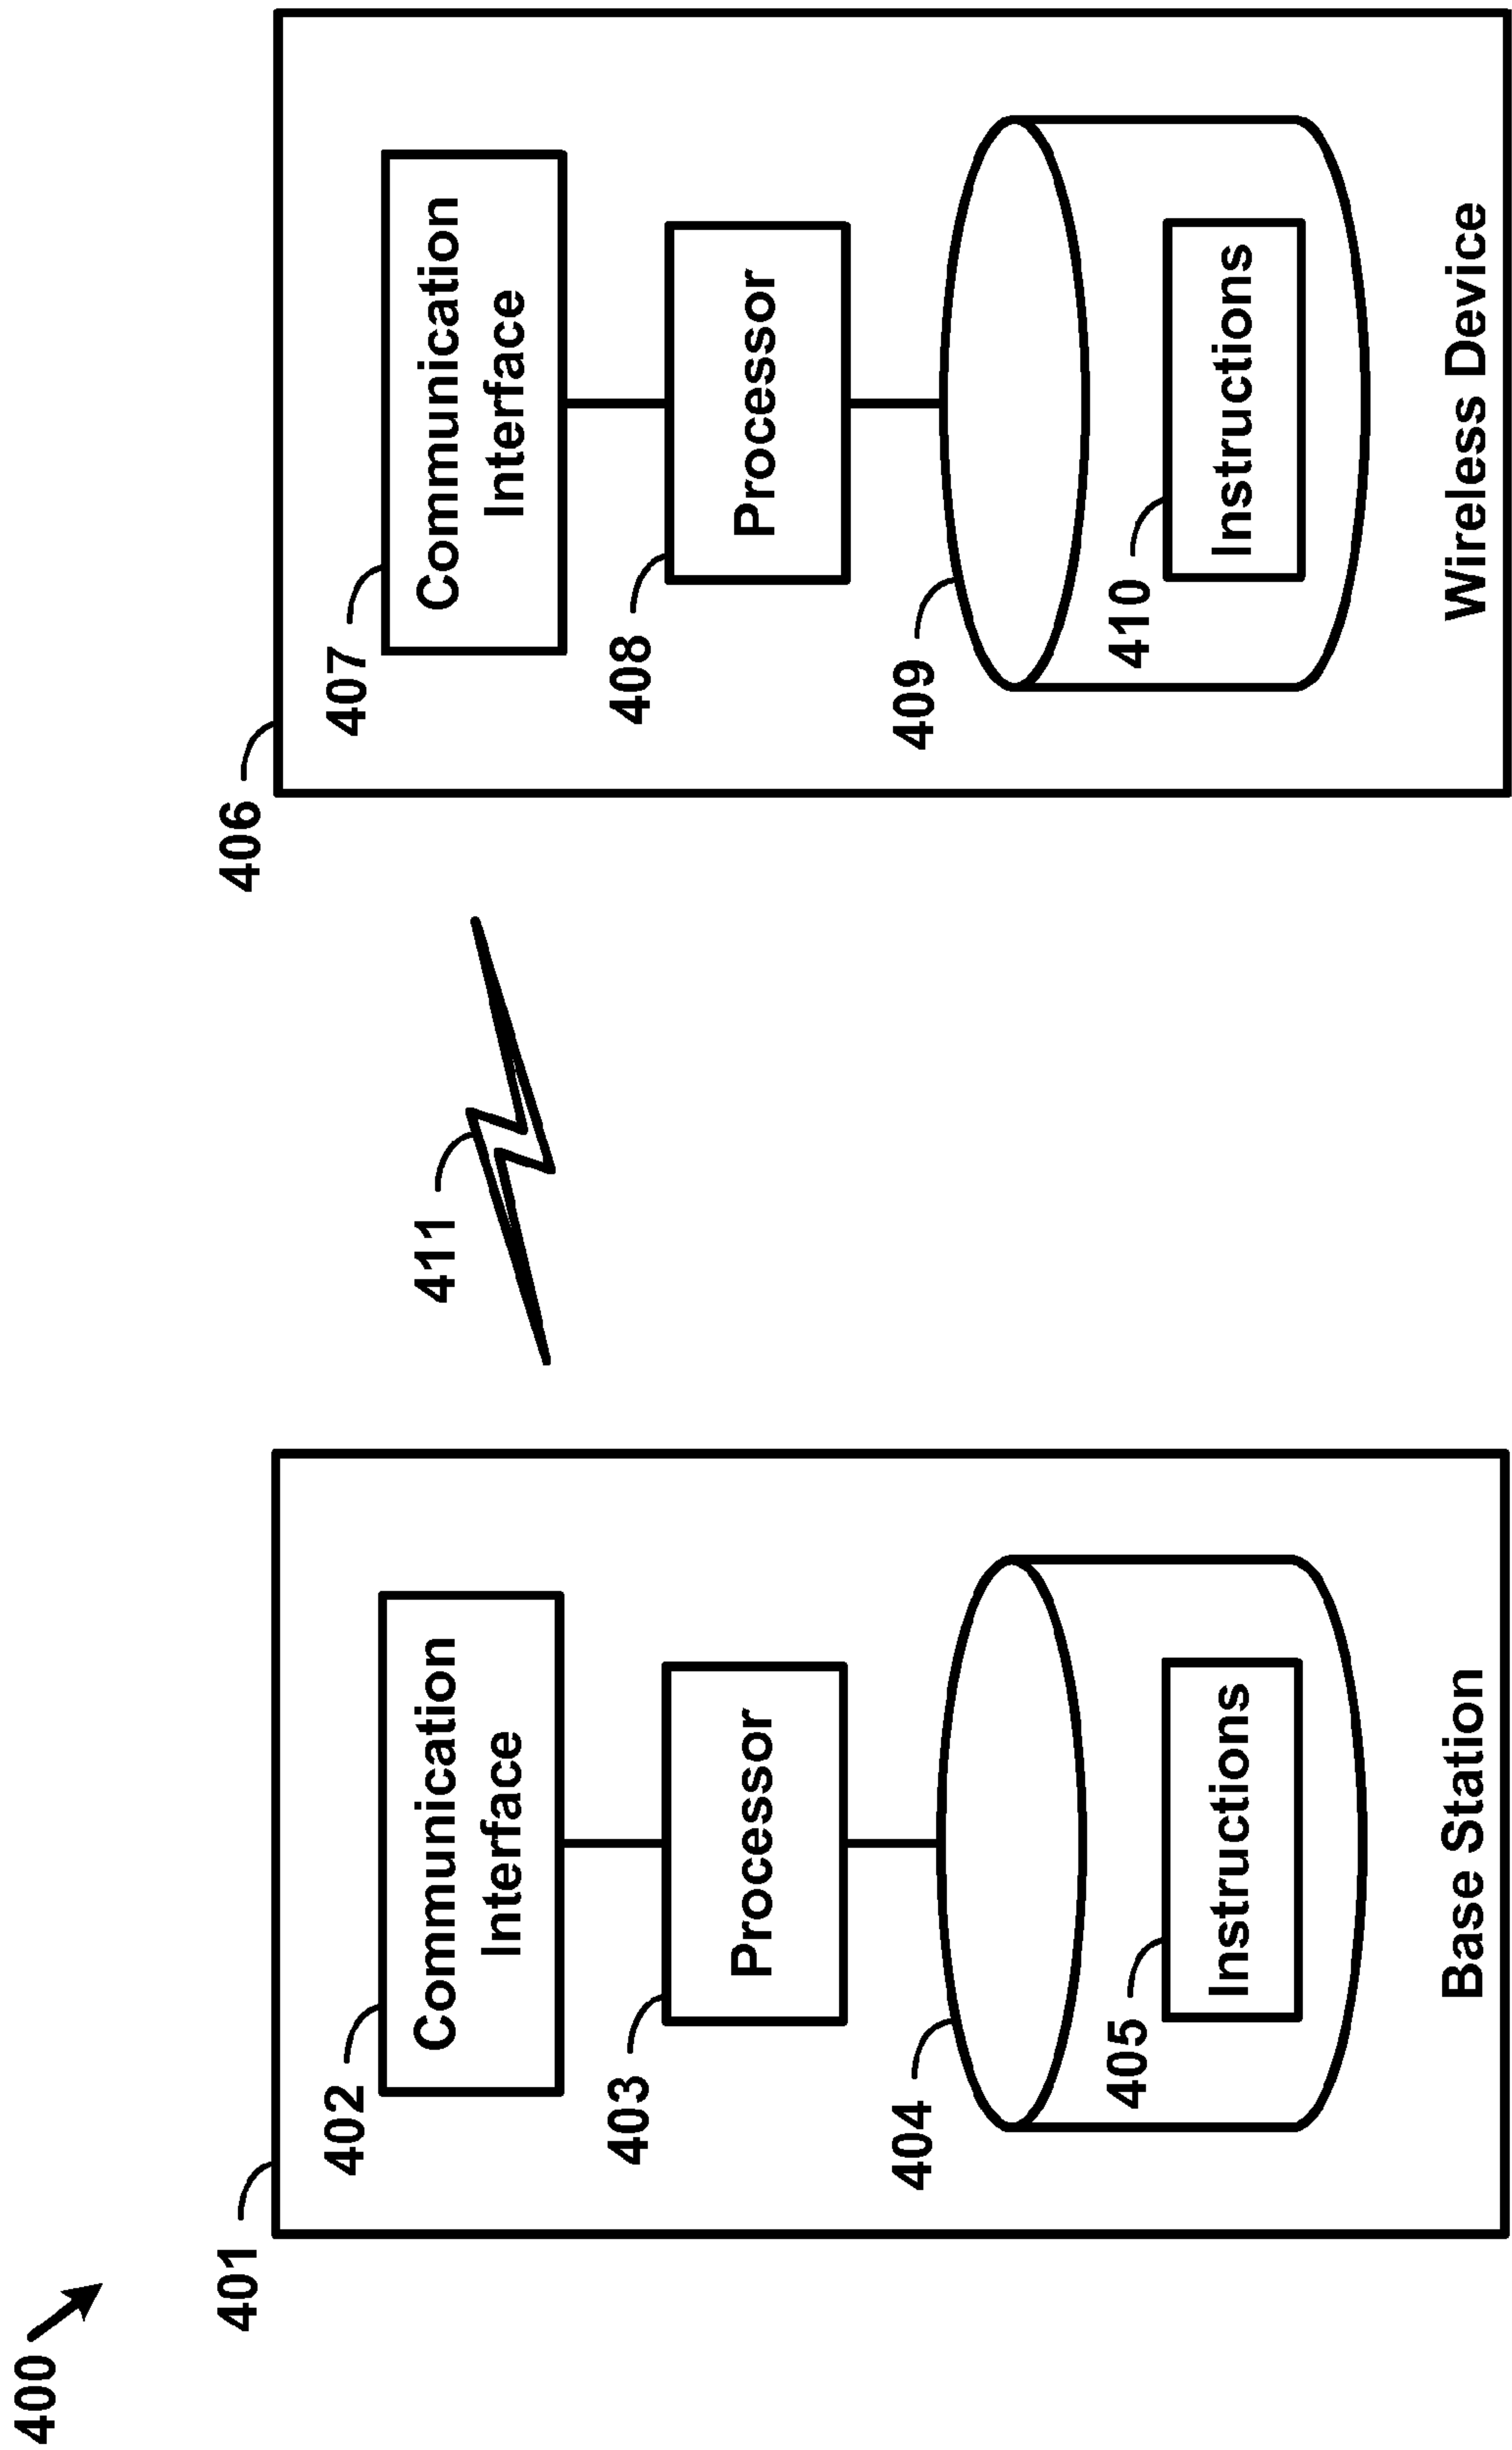 400
401
402
Communication
Interface
403
Processor
404
405
Instructions
Base Station
411
406
407
Communication
Interface
408
Processor
409
410
Instructions
Wireless Device